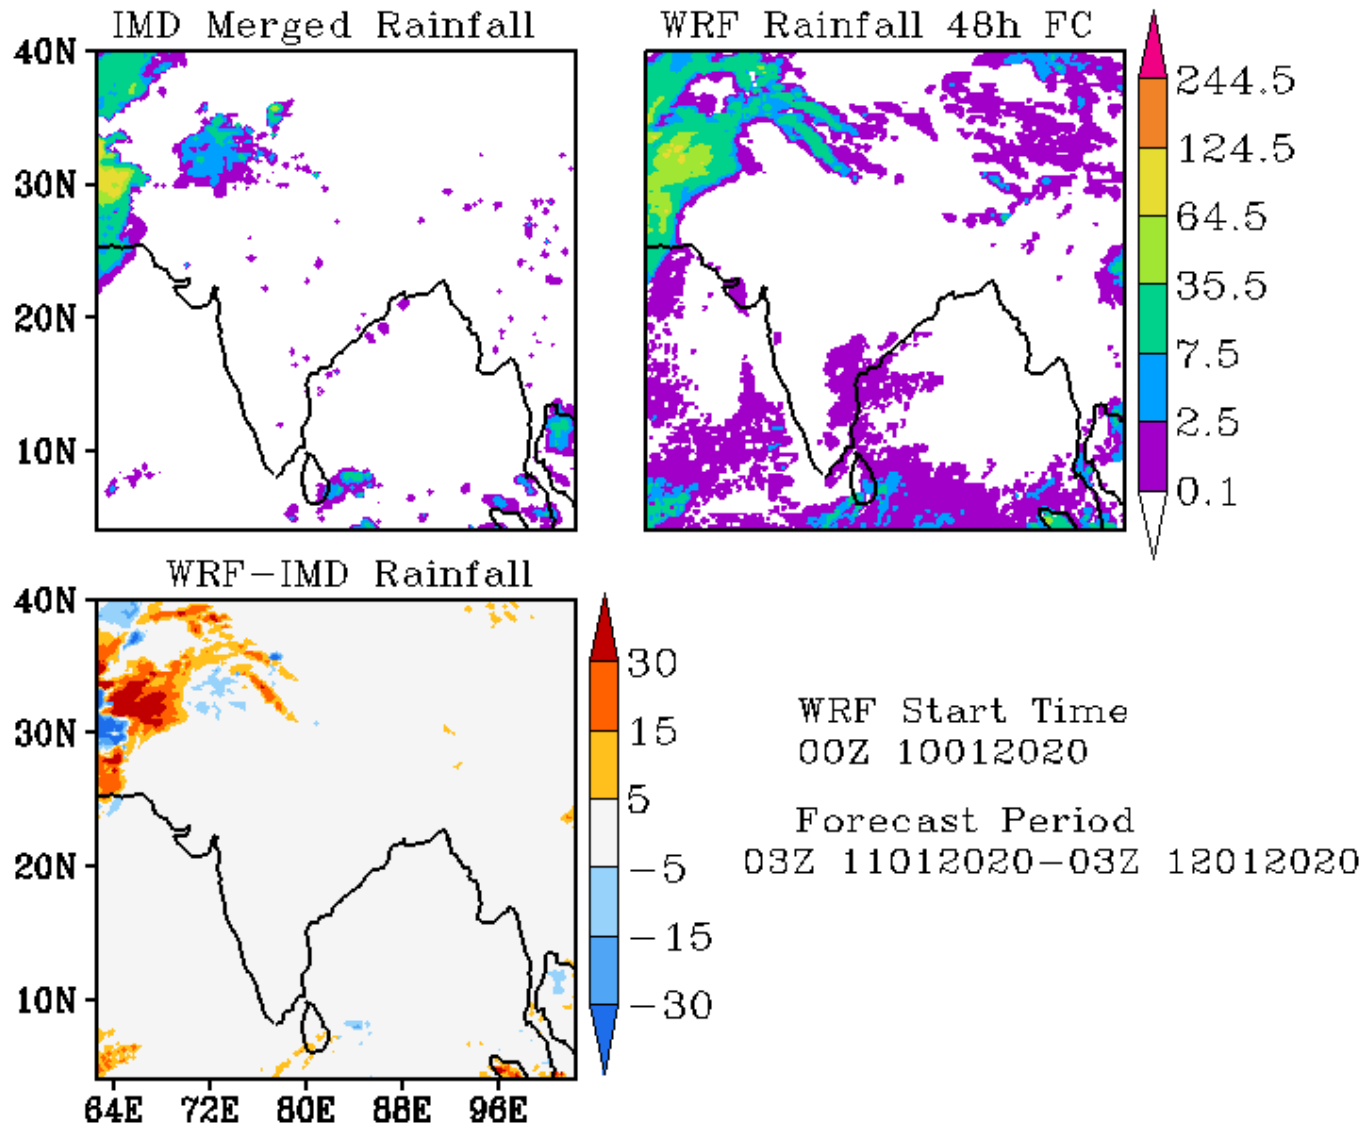 IMD Merged Rainfall
WRF Rainfall 48h FC
40N
30N
20N
10N
244.5
124.5
64.5
35.5
7.5
2.5
0.1
WRF-IMD Rainfall
40N
30N
20N
10N
64E 72E 80E 88E 96E
30
15
5
-5
-15
-30
WRF Start Time
00Z 10012020
Forecast Period
03Z 11012020-03Z 12012020